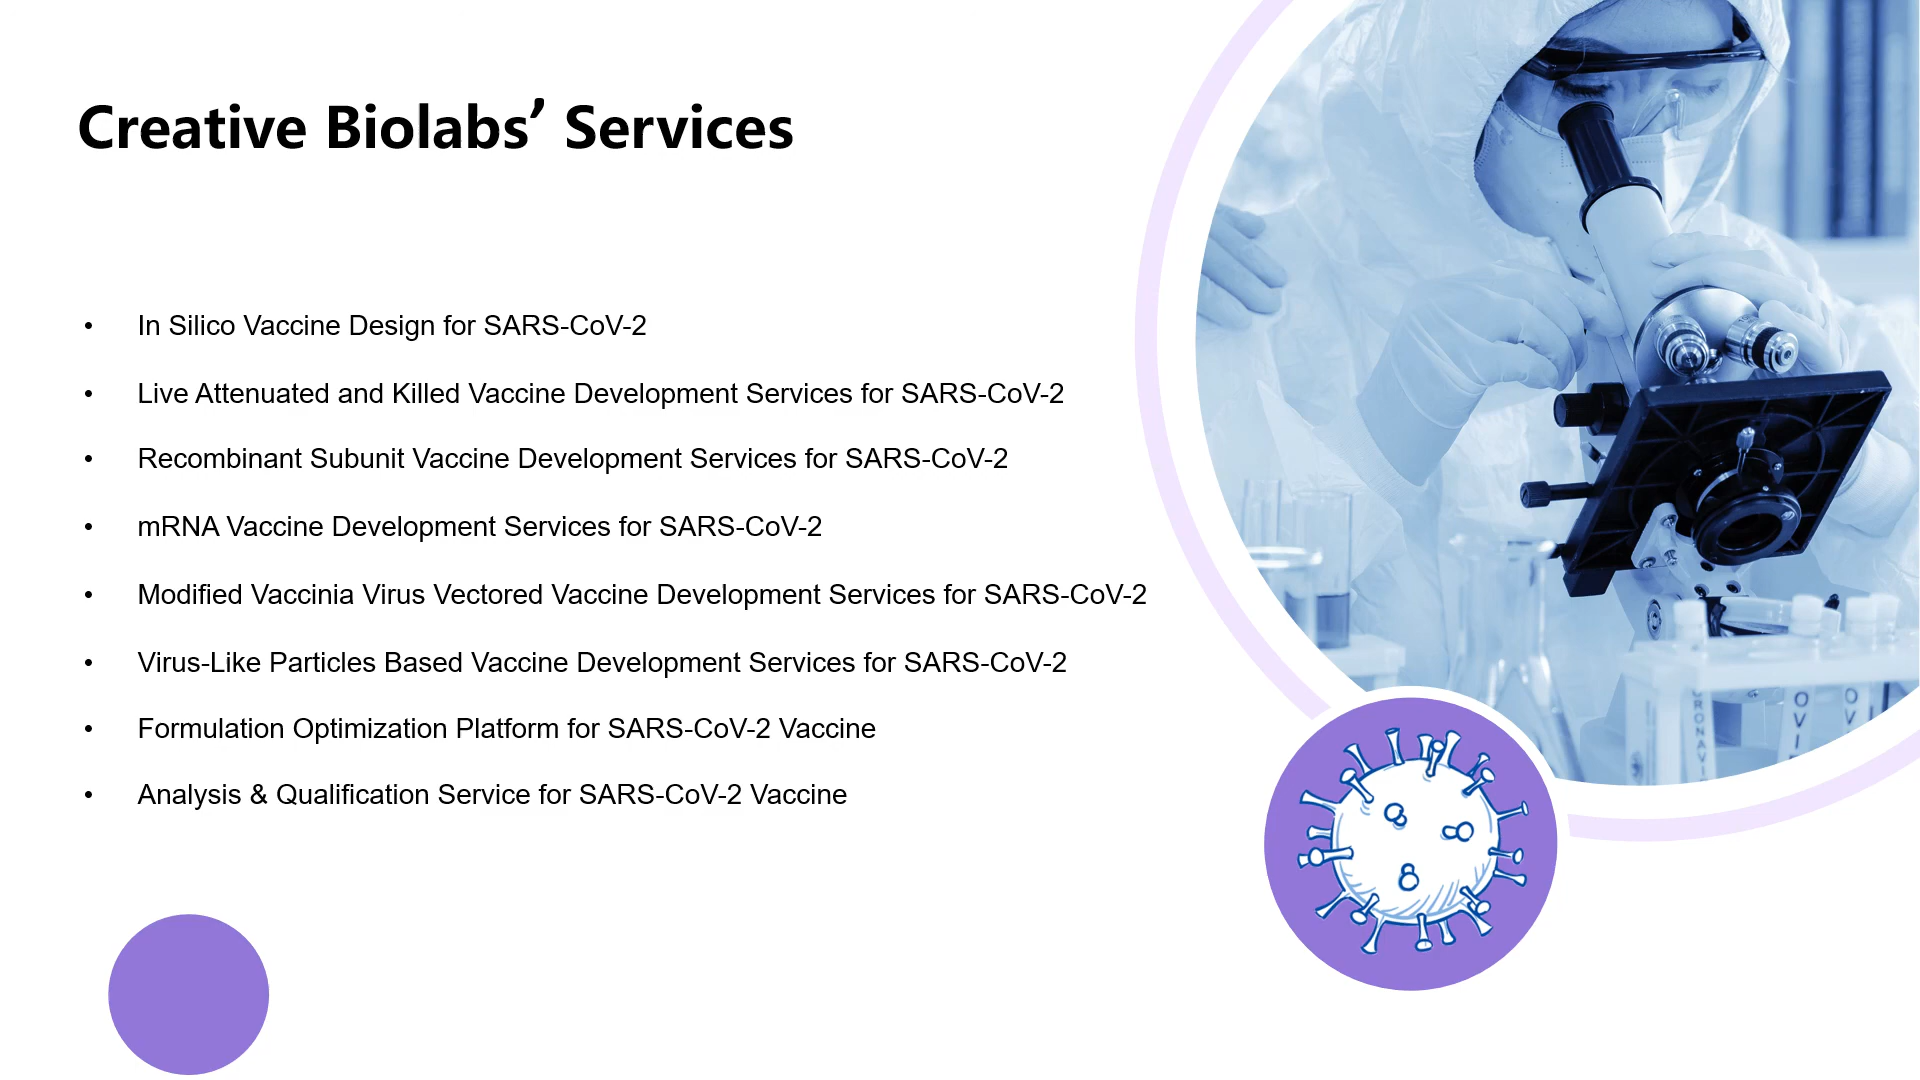 Creative Biolabs’ Services
• In Silico Vaccine Design for SARS-CoV-2
• Live Attenuated and Killed Vaccine Development Services for SARS-CoV-2
• Recombinant Subunit Vaccine Development Services for SARS-CoV-2
• mRNA Vaccine Development Services for SARS-CoV-2
• Modified Vaccinia Virus Vectored Vaccine Development Services for SARS-CoV-2
• Virus-Like Particles Based Vaccine Development Services for SARS-CoV-2
• Formulation Optimization Platform for SARS-CoV-2 Vaccine
• Analysis & Qualification Service for SARS-CoV-2 Vaccine